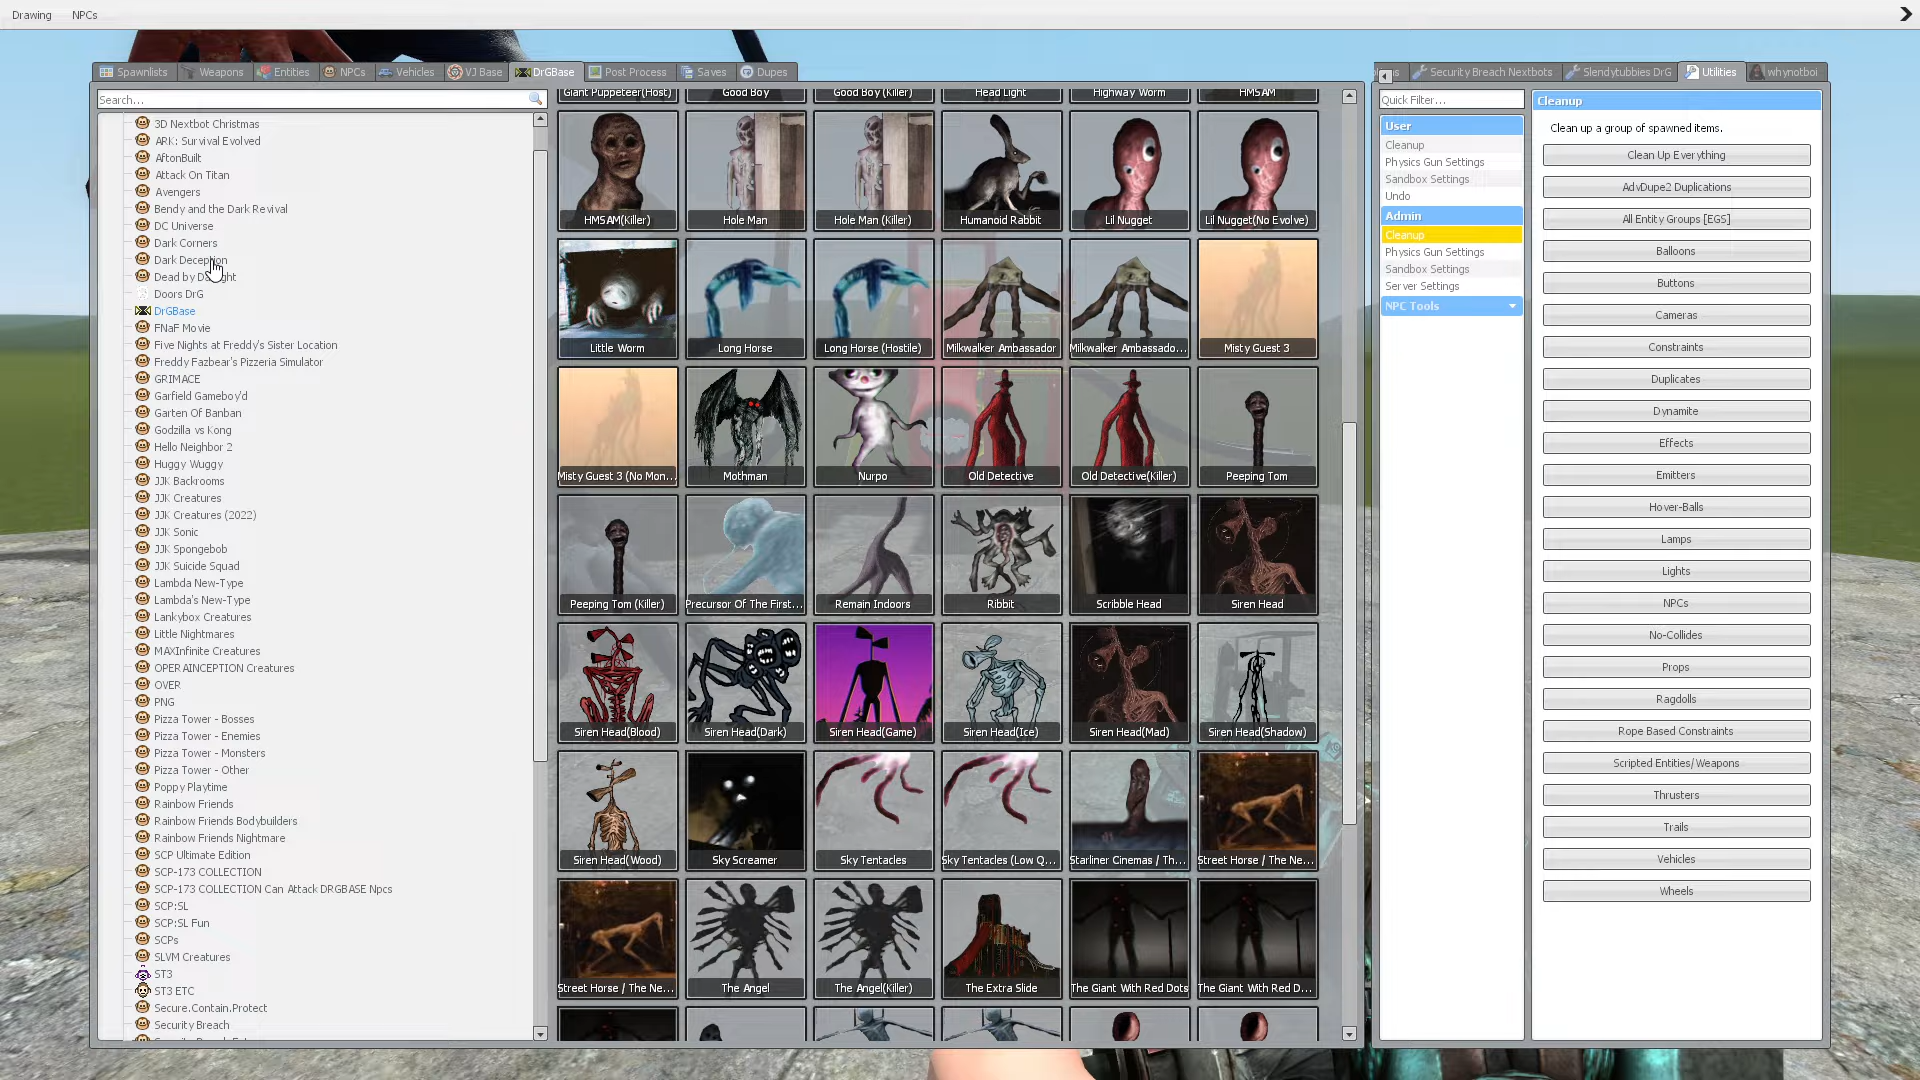 Drawing NPCs
Spawnlists Weapons Entities NPCs Vehicles VJ Base DrGBase Post Process Saves Dupes
Search...
3D Nextbot Christmas
ARK: Survival Evolved
AftonBuilt
Attack On Titan
Avengers
Bendy and the Dark Revival
DC Universe
Dark Corners
Dark Deception
Dead by
Doors DrG
DrGBase
FNaF Movie
Five Nights at Freddy's Sister Location
Freddy Fazbear's Pizzeria Simulator
GRIMACE
Garfield Gameboy'd
Garten Of Banban
Godzilla vs Kong
Hello Neighbor 2
Huggy Wuggy
JJK Backrooms
JJK Creatures
JJK Creatures (2022)
JJK Sonic
JJK Spongebob
JJK Suicide Squad
Lambda New-Type
Lambda's New-Type
Lankybox Creatures
Little Nightmares
MAXInfinite Creatures
OPERAINCEPTION Creatures
OVER
PNG
Pizza Tower - Bosses
Pizza Tower - Enemies
Pizza Tower - Monsters
Pizza Tower - Other
Poppy Playtime
Rainbow Friends
Rainbow Friends Bodybuilders
Rainbow Friends Nightmare
SCP Ultimate Edition
SCP-173 COLLECTION
SCP-173 COLLECTION Can Attack DRGBASE Npcs
SCP:SL
SCP:SL Fun
SCPs
SLVM Creatures
ST3
ST3 ETC
Secure.Contain.Protect
Security Breach
Giant Puppeteer(Host) Good Boy Good Boy (Killer) Head Light Highway Worm HMSAM
HMSAM(Killer) Hole Man Hole Man (Killer) Humanoid Rabbit Lil Nugget Lil Nugget(No Evolve)
Little Worm Long Horse Long Horse (Hostile) Milkwalker Ambassador Milkwalker Ambassado... Misty Guest 3
Misty Guest 3 (No Mon... Mothman Nurpo Old Detective Old Detective(Killer) Peeping Tom
Peeping Tom (Killer) Precursor Of The First... Remain Indoors Ribbit Scribble Head Siren Head
Siren Head(Blood) Siren Head(Dark) Siren Head(Game) Siren Head(Ice) Siren Head(Mad) Siren Head(Shadow)
Siren Head(Wood) Sky Screamer Sky Tentacles Sky Tentacles (Low Q... Starliner Cinemas / Th... Street Horse / The Ne...
Street Horse / The Ne... The Angel The Angel(Killer) The Extra Slide The Giant With Red Dots The Giant With Red D...
Security Breach Nextbots Slendytubbies DrG Utilities whynotboi
Quick Filter...
User
Cleanup
Physics Gun Settings
Sandbox Settings
Undo
Admin
Cleanup
Physics Gun Settings
Sandbox Settings
Server Settings
NPC Tools
Cleanup
Clean up a group of spawned items.
Clean Up Everything
AdvDupe2 Duplications
All Entity Groups [EGS]
Balloons
Buttons
Cameras
Constraints
Duplicates
Dynamite
Effects
Emitters
Hover-Balls
Lamps
Lights
NPCs
No-Collides
Props
Ragdolls
Rope Based Constraints
Scripted Entities/Weapons
Thrusters
Trails
Vehicles
Wheels